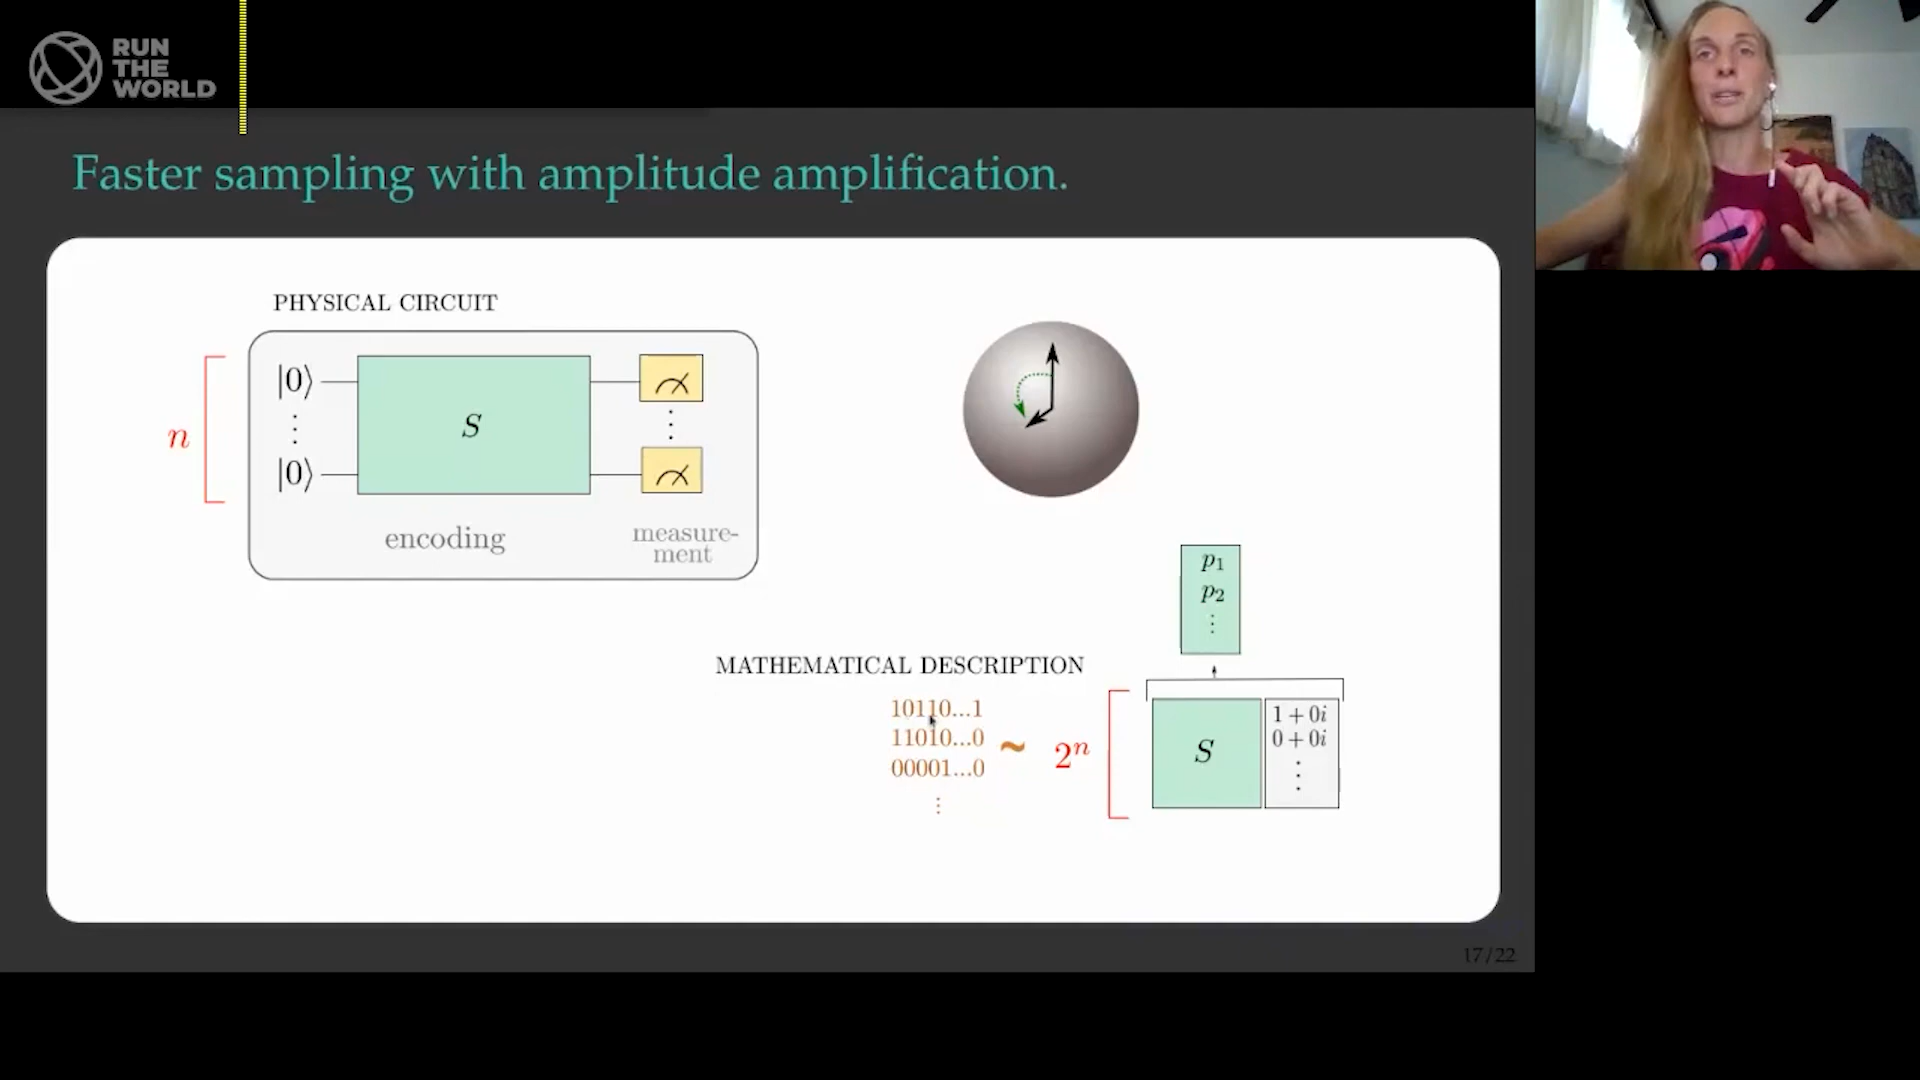 RUN
THE
WORLD
Faster sampling with amplitude amplification.
PHYSICAL CIRCUIT
n
|0⟩
⋮
|0⟩
S
⋮
encoding
measure-
ment
p₁
p₂
⋮
MATHEMATICAL DESCRIPTION
10110...1
11010...0
00001...0
⋮
~
2ⁿ
S
1 + 0i
0 + 0i
⋮
17/22